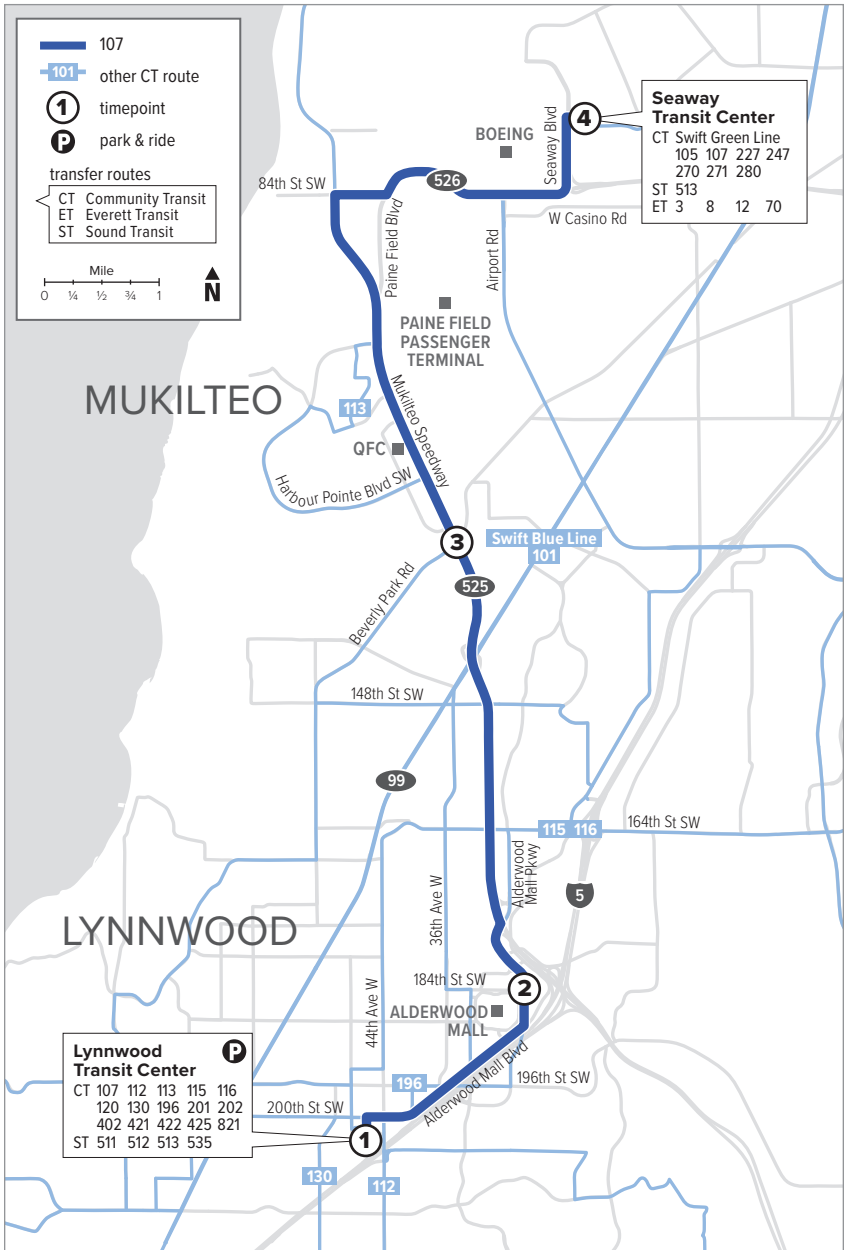 107
101 other CT route
1 timepoint
P park & ride
transfer routes
CT Community Transit
ET Everett Transit
ST Sound Transit
Mile
0 ¼ ½ ¾ 1
N
BOEING
Seaway Blvd
4
Seaway
Transit Center
CT Swift Green Line
105 107 227 247
270 271 280
ST 513
ET 3 8 12 70
84th St SW
526
W Casino Rd
Paine Field Blvd
Airport Rd
PAINE FIELD
PASSENGER
TERMINAL
MUKILTEO
113
Mukilteo Speedway
QFC
Harbour Pointe Blvd SW
3
Swift Blue Line
101
525
Beverly Park Rd
148th St SW
99
115 116
164th St SW
Alderwood
Mall Pkwy
36th Ave W
5
LYNNWOOD
184th St SW
2
44th Ave W
ALDERWOOD
MALL
Lynnwood
Transit Center
P
CT 107 112 113 115 116
120 130 196 201 202
402 421 422 425 821
ST 511 512 513 535
196
196th St SW
Alderwood Mall Blvd
200th St SW
1
130
112